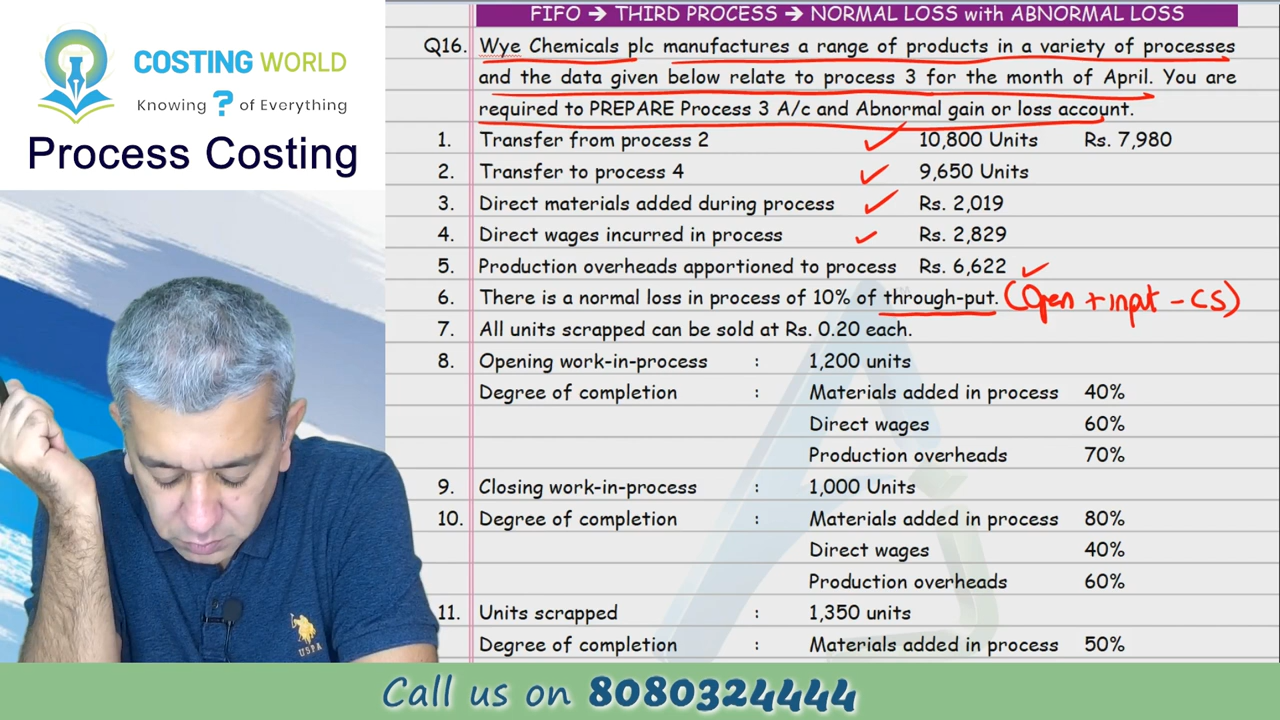 COSTING WORLD
Knowing ? of Everything
Process Costing
FIFO ➔ THIRD PROCESS ➔ NORMAL LOSS with ABNORMAL LOSS
Q16. Wye Chemicals plc manufactures a range of products in a variety of processes
and the data given below relate to process 3 for the month of April. You are
required to PREPARE Process 3 A/c and Abnormal gain or loss account.
1. Transfer from process 2 10,800 Units Rs. 7,980
2. Transfer to process 4 9,650 Units
3. Direct materials added during process Rs. 2,019
4. Direct wages incurred in process Rs. 2,829
5. Production overheads apportioned to process Rs. 6,622
6. There is a normal loss in process of 10% of through-put. (Open + input - CS)
7. All units scrapped can be sold at Rs. 0.20 each.
8. Opening work-in-process : 1,200 units
Degree of completion : Materials added in process 40%
Direct wages 60%
Production overheads 70%
9. Closing work-in-process : 1,000 Units
10. Degree of completion : Materials added in process 80%
Direct wages 40%
Production overheads 60%
11. Units scrapped : 1,350 units
Degree of completion : Materials added in process 50%
USPA
Call us on 8080324444